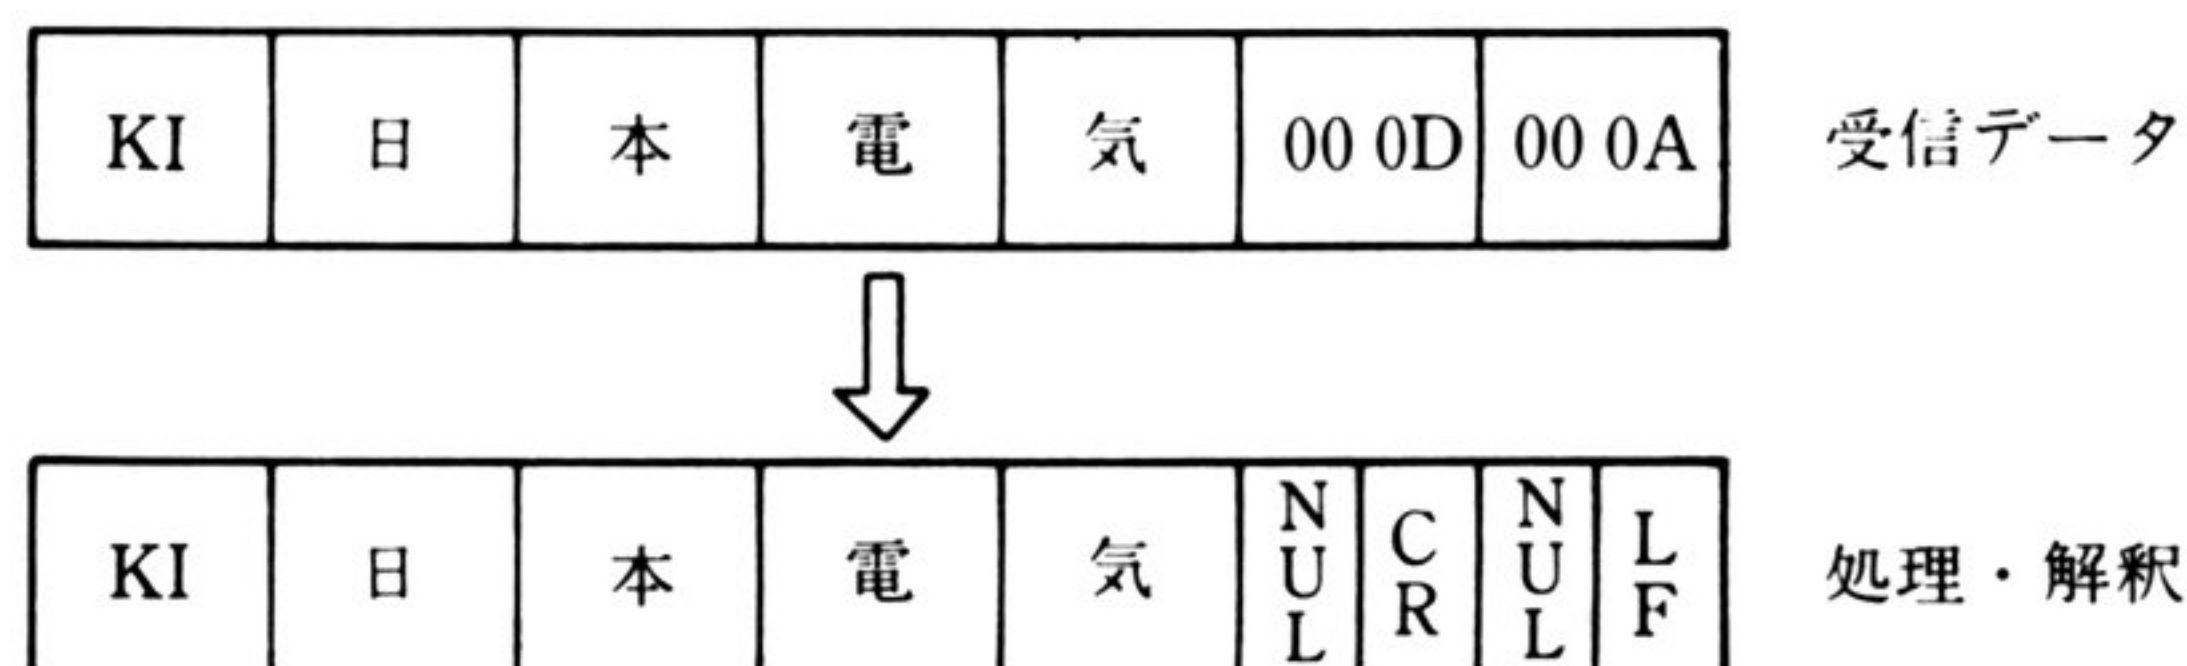 KI 日 本 電 気 00 0D 00 0A 受信データ
KI 日 本 電 気 NUL CR NUL LF 処理・解釈